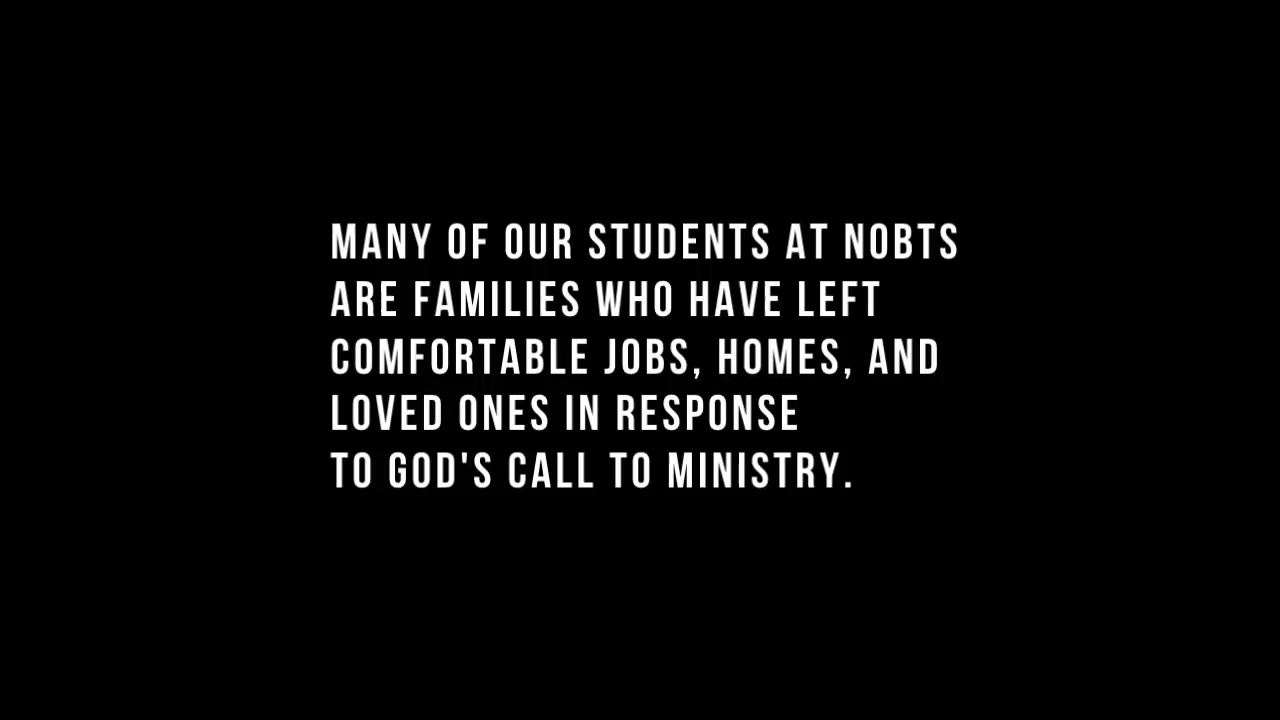 MANY OF OUR STUDENTS AT NOBTS
ARE FAMILIES WHO HAVE LEFT
COMFORTABLE JOBS, HOMES, AND
LOVED ONES IN RESPONSE
TO GOD'S CALL TO MINISTRY.